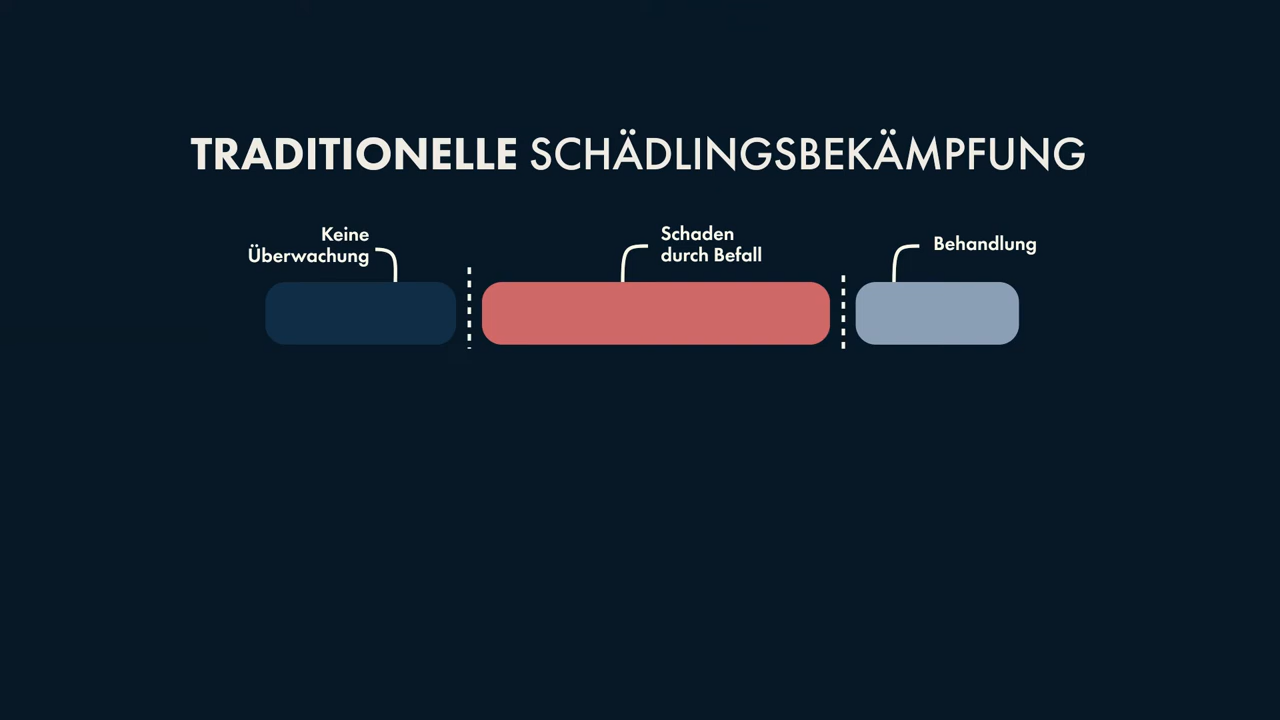 TRADITIONELLE SCHÄDLINGSBEKÄMPFUNG
Keine
Überwachung
Schaden
durch Befall
Behandlung